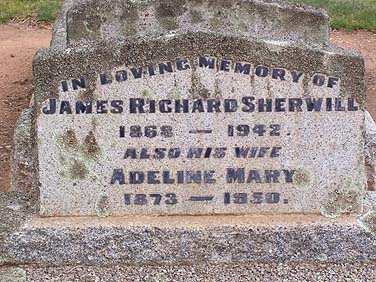 IN LOVING MEMORY OF
JAMES RICHARD SHERWILL
1868 — 1942.
ALSO HIS WIFE
ADELINE MARY
1873 — 1950.